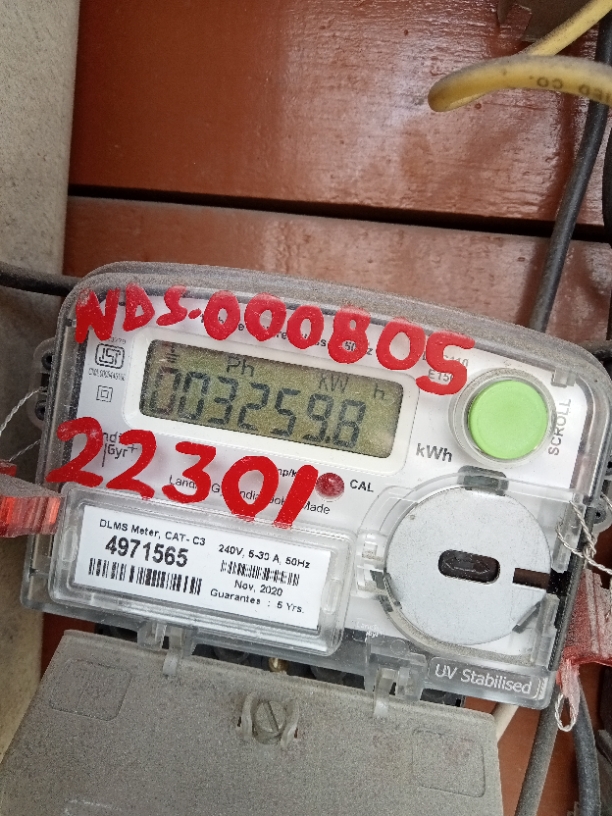 NDS-000805
Ph KW h
003259.8
kWh
SCROLL
22301
CAL
DLMS Meter, CAT- C3
4971565
240V, 5-30 A, 50Hz
Nov, 2020
Guarantee : 5 Yrs.
UV Stabilised